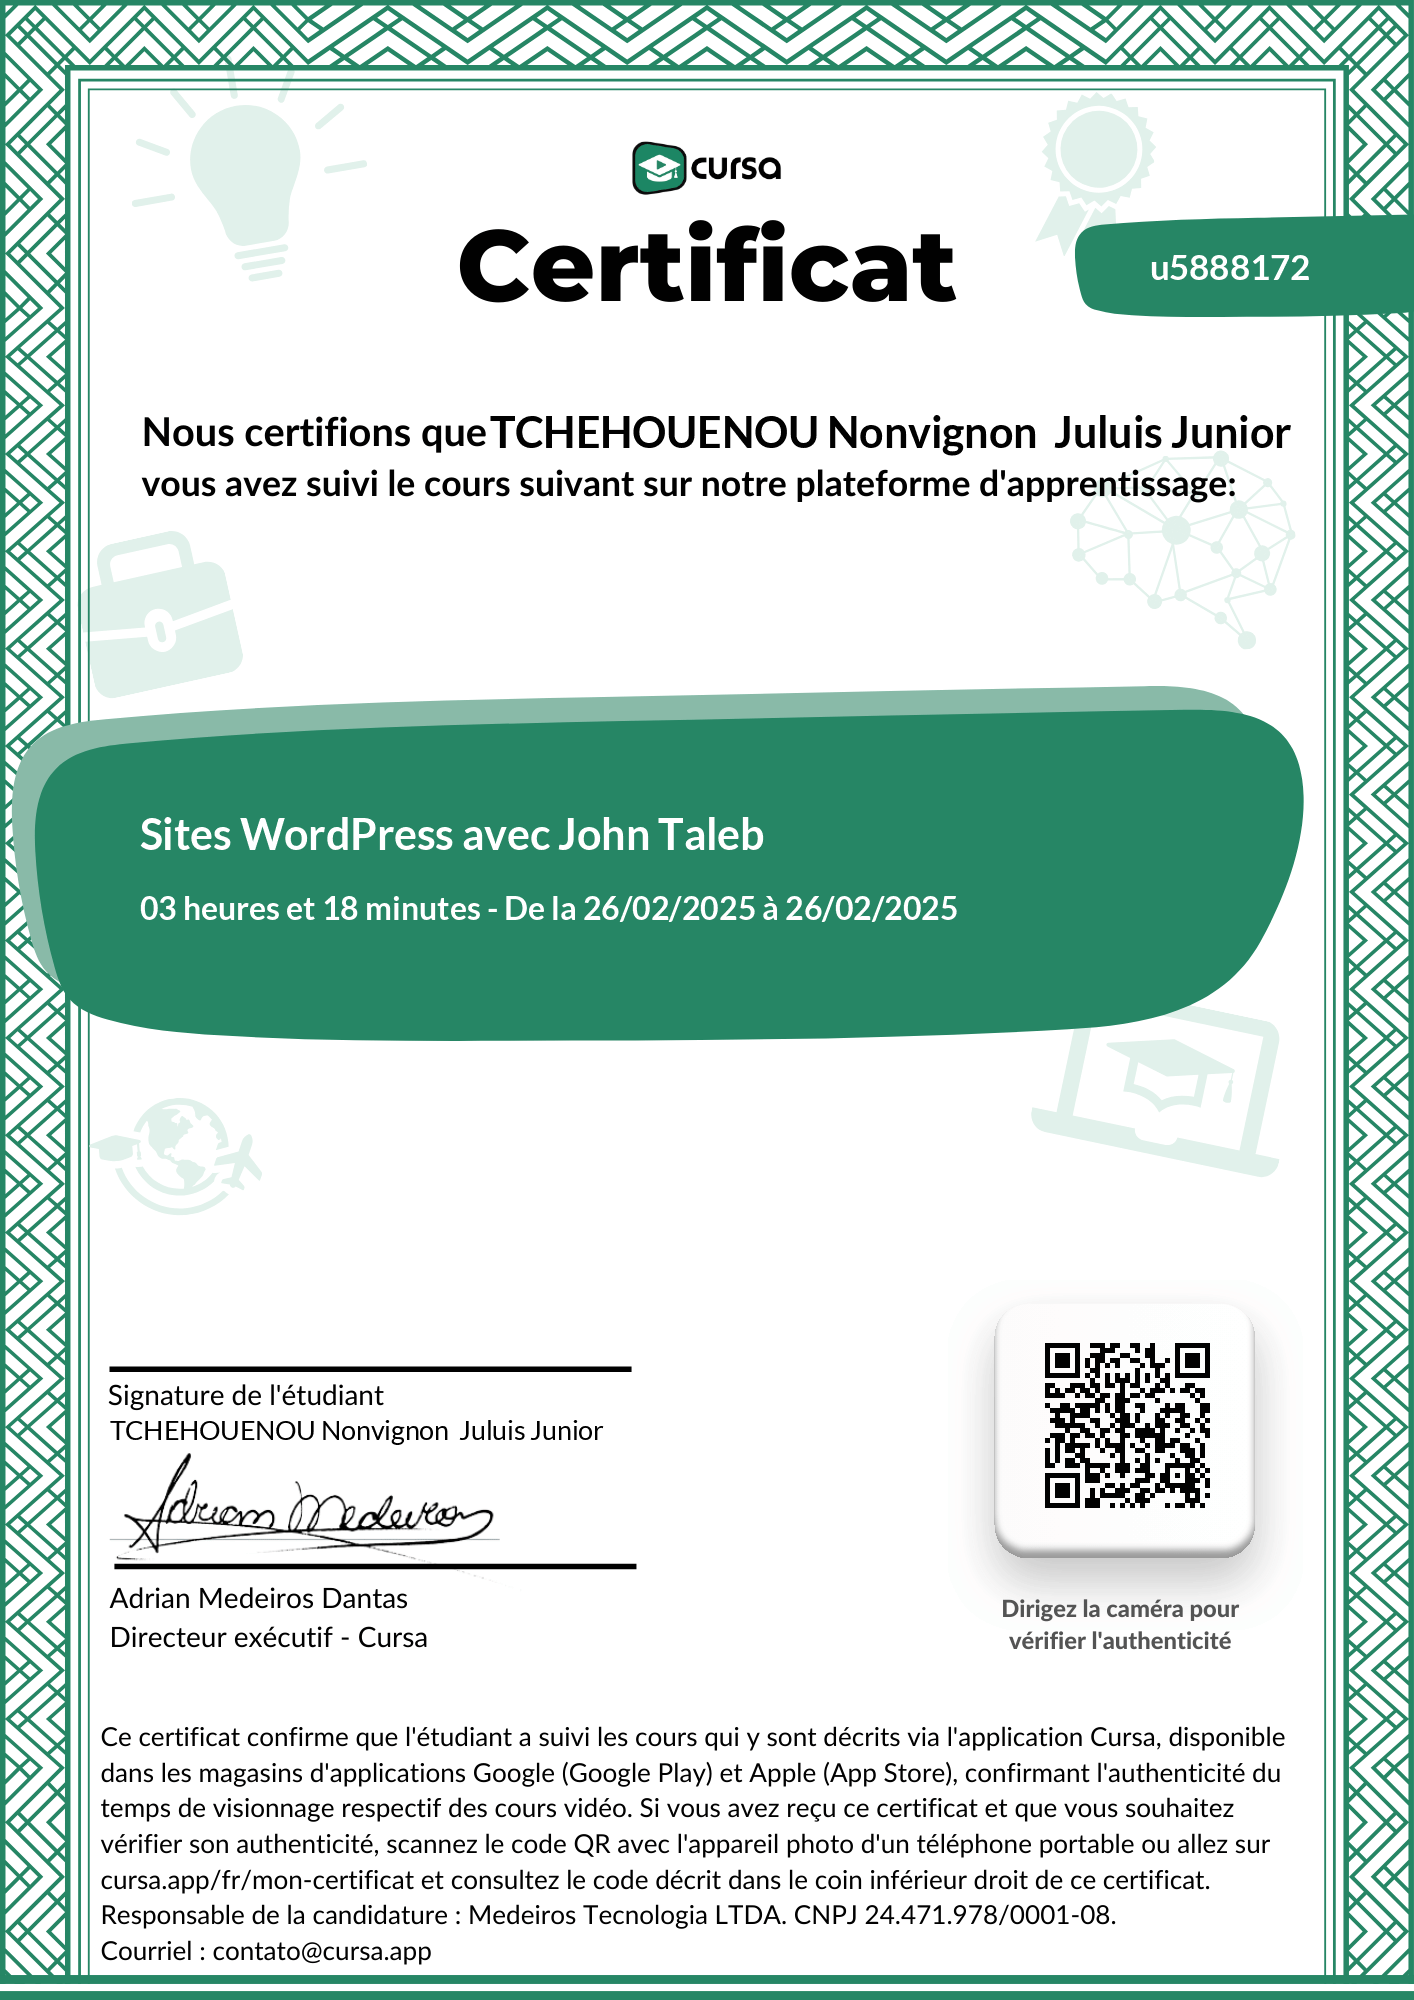 cursa
Certificat
u5888172
Nous certifions que TCHEHOUENOU Nonvignon Juluis Junior
vous avez suivi le cours suivant sur notre plateforme d'apprentissage:
Sites WordPress avec John Taleb
03 heures et 18 minutes - De la 26/02/2025 à 26/02/2025
Signature de l'étudiant
TCHEHOUENOU Nonvignon Juluis Junior
Adrian Medeiros
Adrian Medeiros Dantas
Directeur exécutif - Cursa
Dirigez la caméra pour
vérifier l'authenticité
Ce certificat confirme que l'étudiant a suivi les cours qui y sont décrits via l'application Cursa, disponible
dans les magasins d'applications Google (Google Play) et Apple (App Store), confirmant l'authenticité du
temps de visionnage respectif des cours vidéo. Si vous avez reçu ce certificat et que vous souhaitez
vérifier son authenticité, scannez le code QR avec l'appareil photo d'un téléphone portable ou allez sur
cursa.app/fr/mon-certificat et consultez le code décrit dans le coin inférieur droit de ce certificat.
Responsable de la candidature : Medeiros Tecnologia LTDA. CNPJ 24.471.978/0001-08.
Courriel : contato@cursa.app